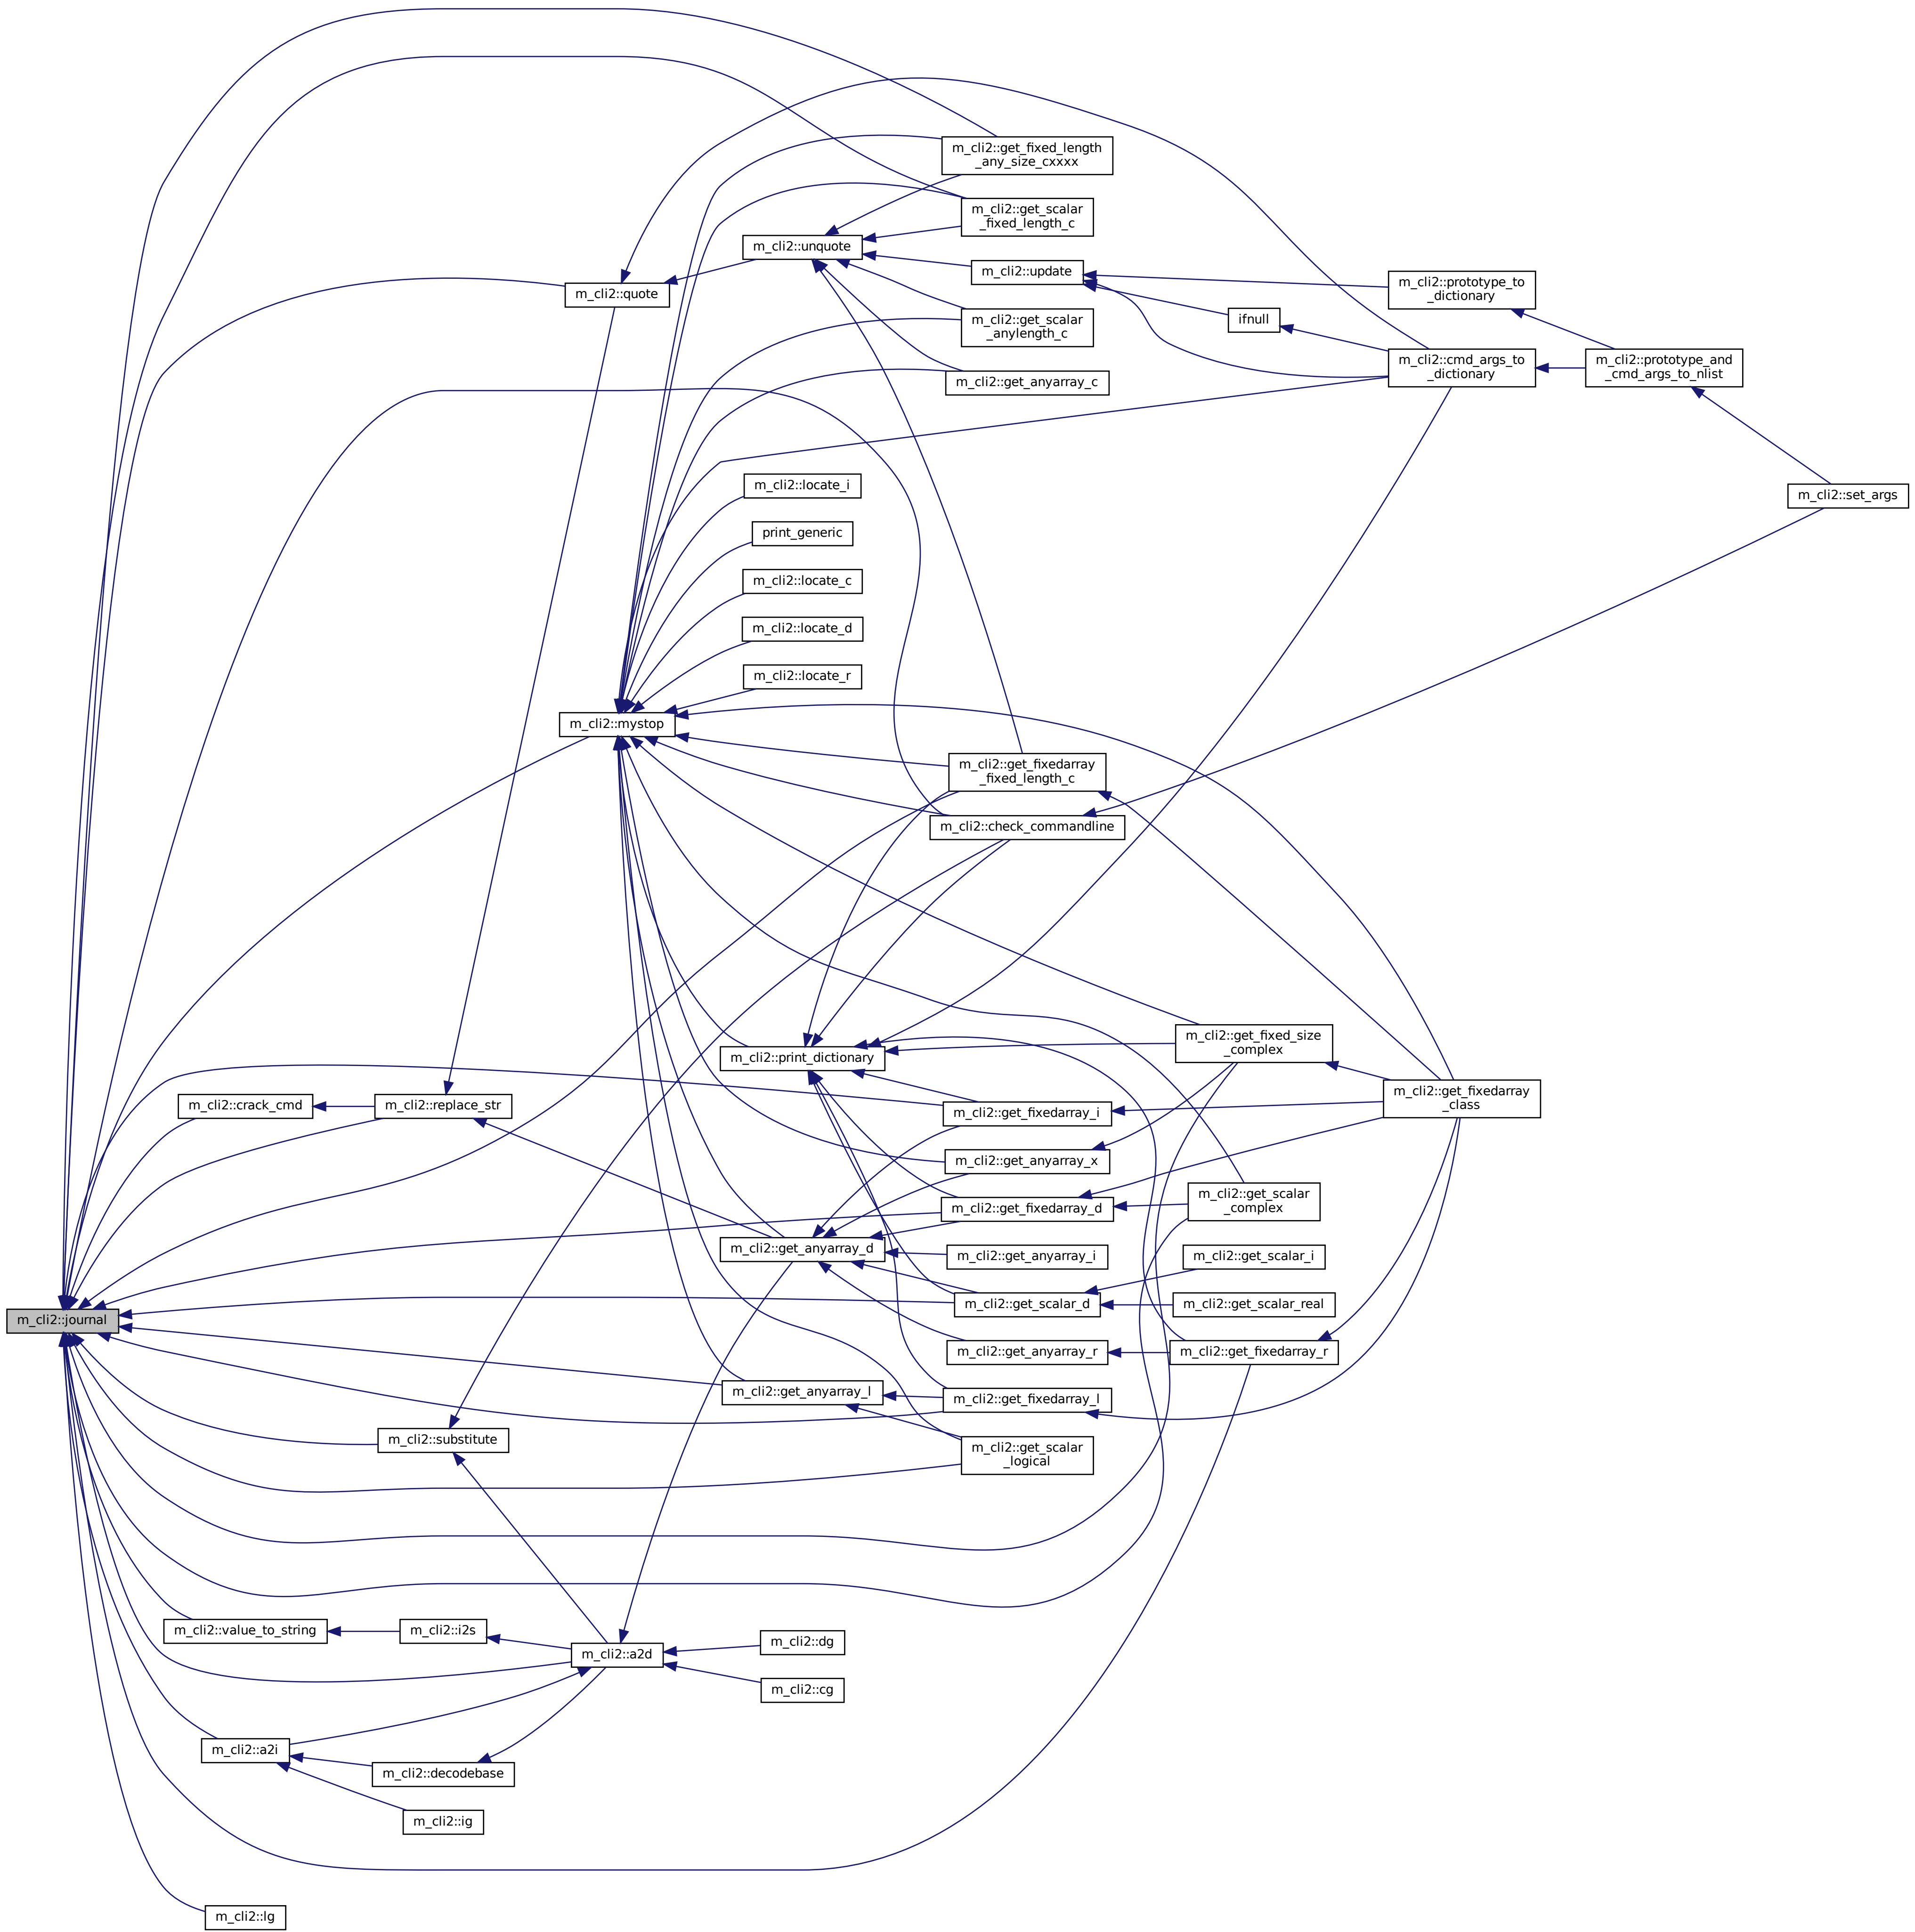 m_cli2::get_fixed_length
_any_size_cxxxx
m_cli2::get_scalar
_fixed_length_c
m_cli2::unquote
m_cli2::update
m_cli2::prototype_to
_dictionary
m_cli2::quote
m_cli2::get_scalar
_anylength_c
ifnull
m_cli2::cmd_args_to
_dictionary
m_cli2::prototype_and
_cmd_args_to_nlist
m_cli2::get_anyarray_c
m_cli2::locate_i
m_cli2::set_args
print_generic
m_cli2::locate_c
m_cli2::locate_d
m_cli2::locate_r
m_cli2::mystop
m_cli2::get_fixedarray
_fixed_length_c
m_cli2::check_commandline
m_cli2::get_fixed_size
_complex
m_cli2::print_dictionary
m_cli2::get_fixedarray
_class
m_cli2::crack_cmd
m_cli2::replace_str
m_cli2::get_fixedarray_i
m_cli2::get_anyarray_x
m_cli2::get_scalar
_complex
m_cli2::get_fixedarray_d
m_cli2::get_anyarray_d
m_cli2::get_anyarray_i
m_cli2::get_scalar_i
m_cli2::get_scalar_d
m_cli2::get_scalar_real
m_cli2::journal
m_cli2::get_anyarray_r
m_cli2::get_fixedarray_r
m_cli2::get_anyarray_l
m_cli2::get_fixedarray_l
m_cli2::substitute
m_cli2::get_scalar
_logical
m_cli2::value_to_string
m_cli2::i2s
m_cli2::dg
m_cli2::a2d
m_cli2::cg
m_cli2::a2i
m_cli2::decodebase
m_cli2::ig
m_cli2::lg